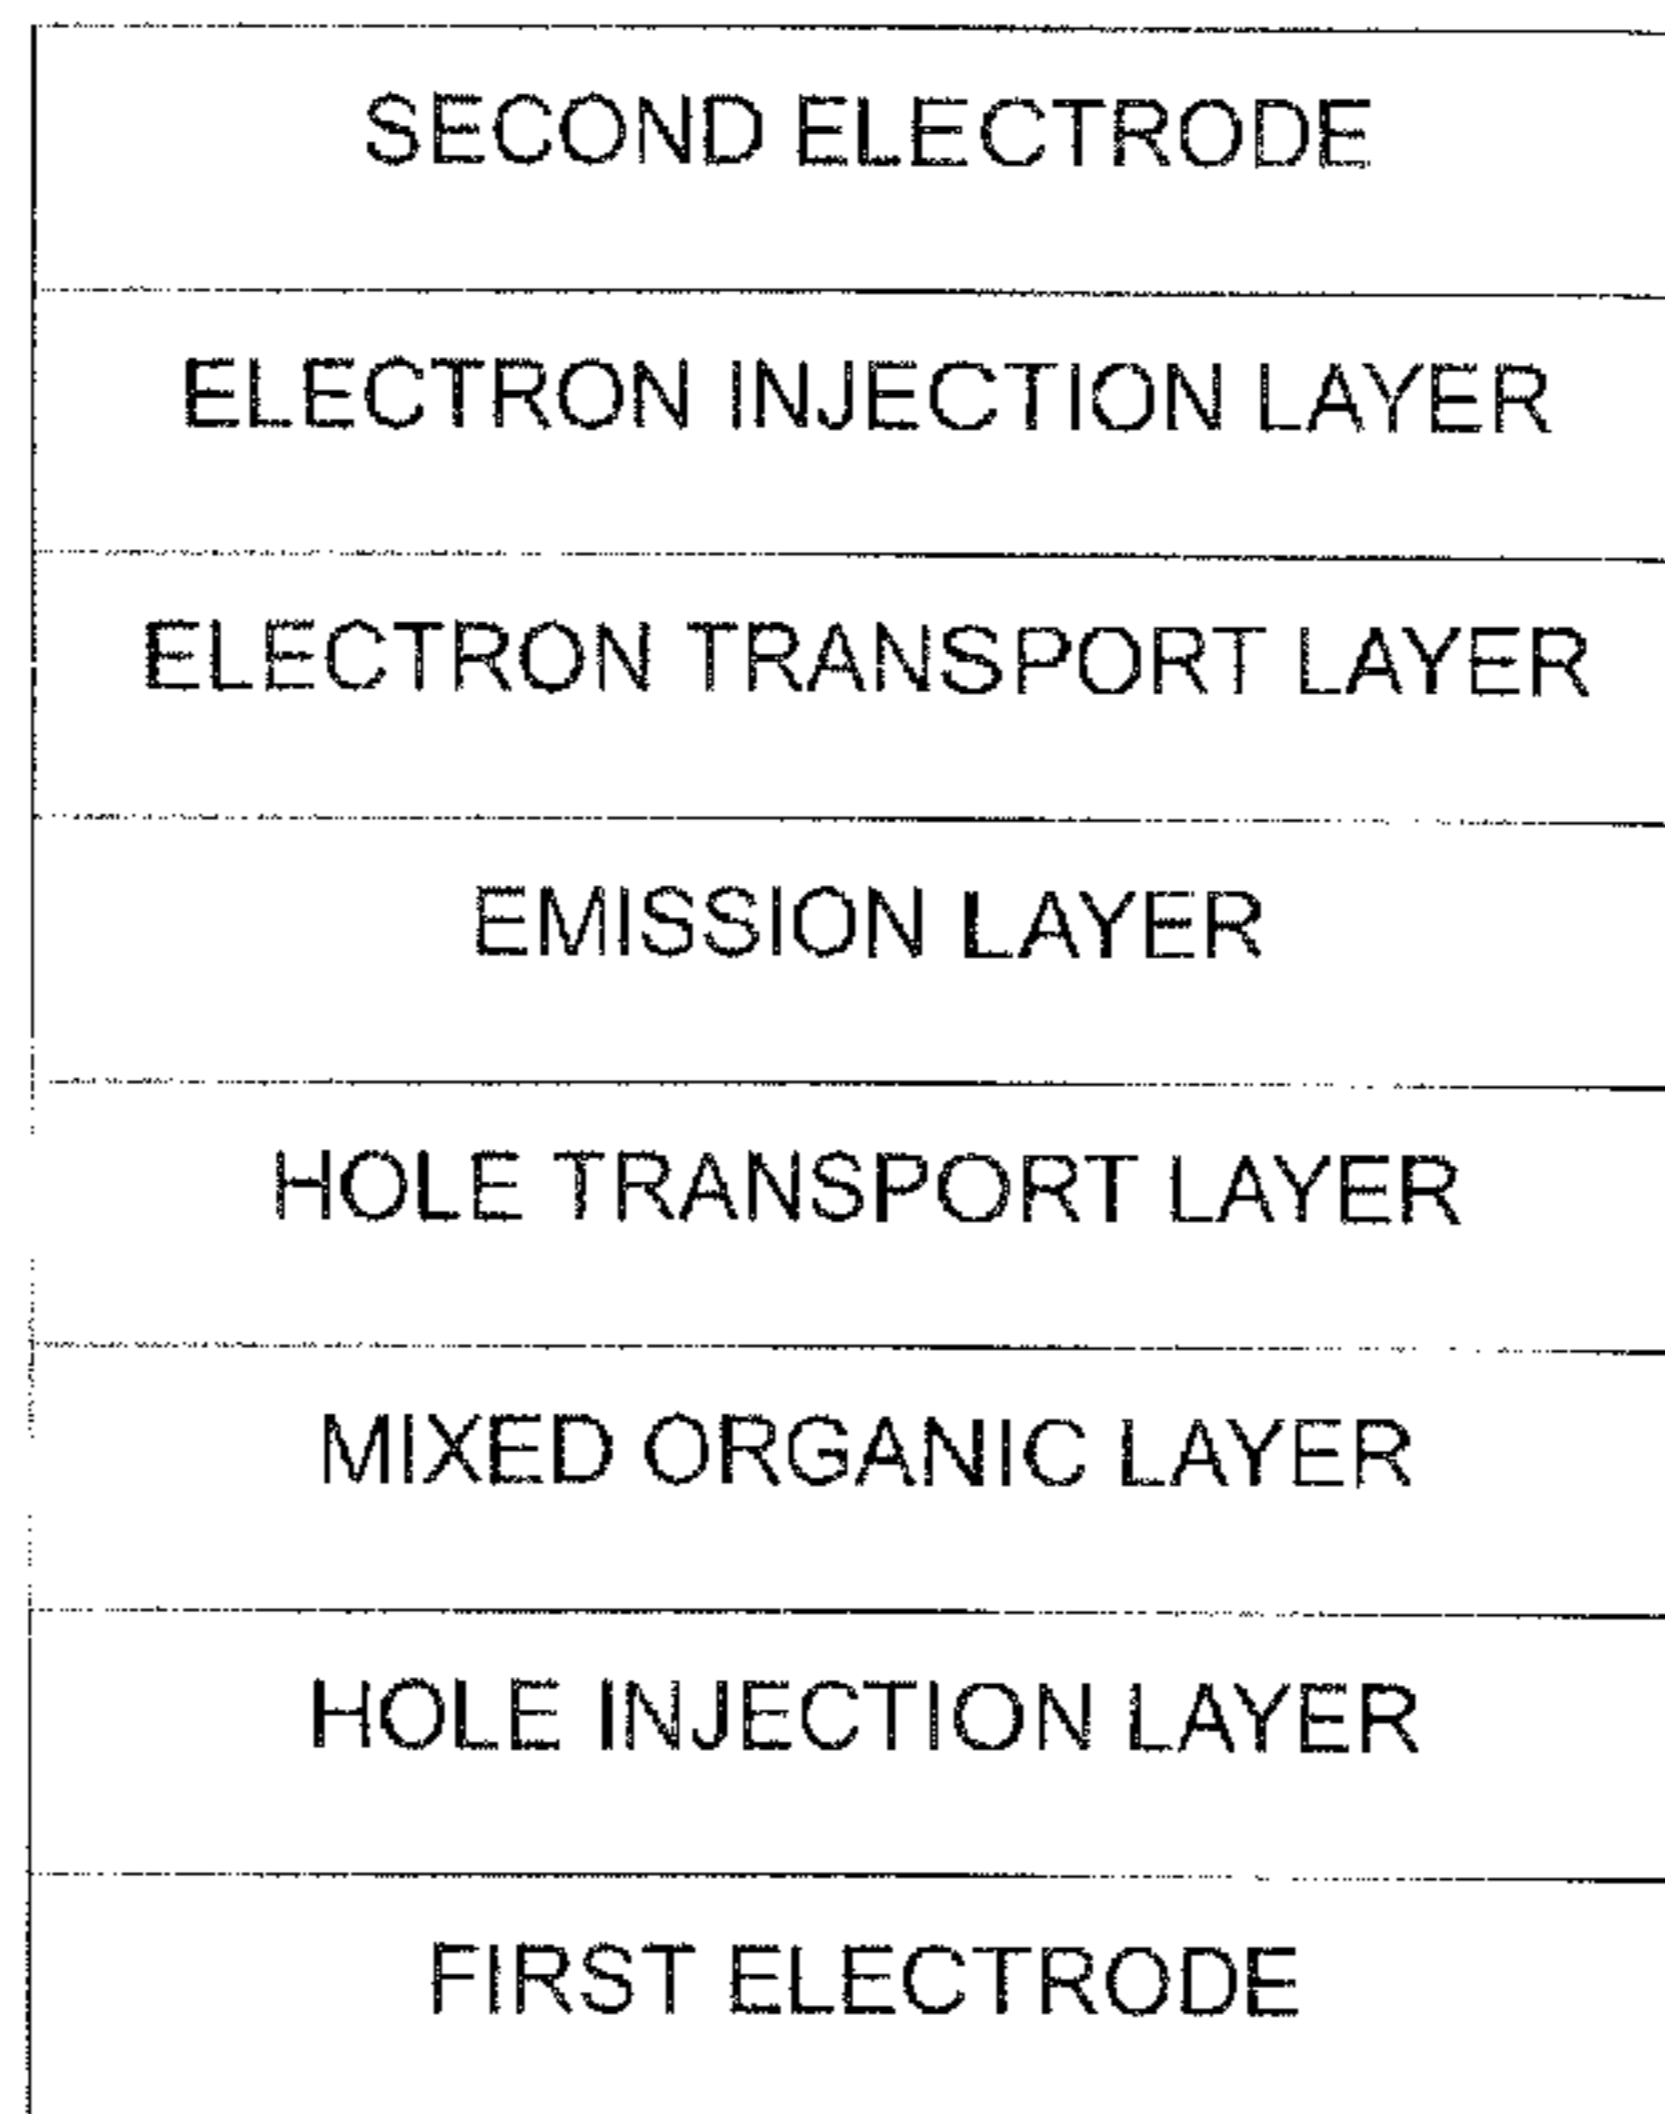 SECOND ELECTRODE
ELECTRON INJECTION LAYER
ELECTRON TRANSPORT LAYER
EMISSION LAYER
HOLE TRANSPORT LAYER
MIXED ORGANIC LAYER
HOLE INJECTION LAYER
FIRST ELECTRODE